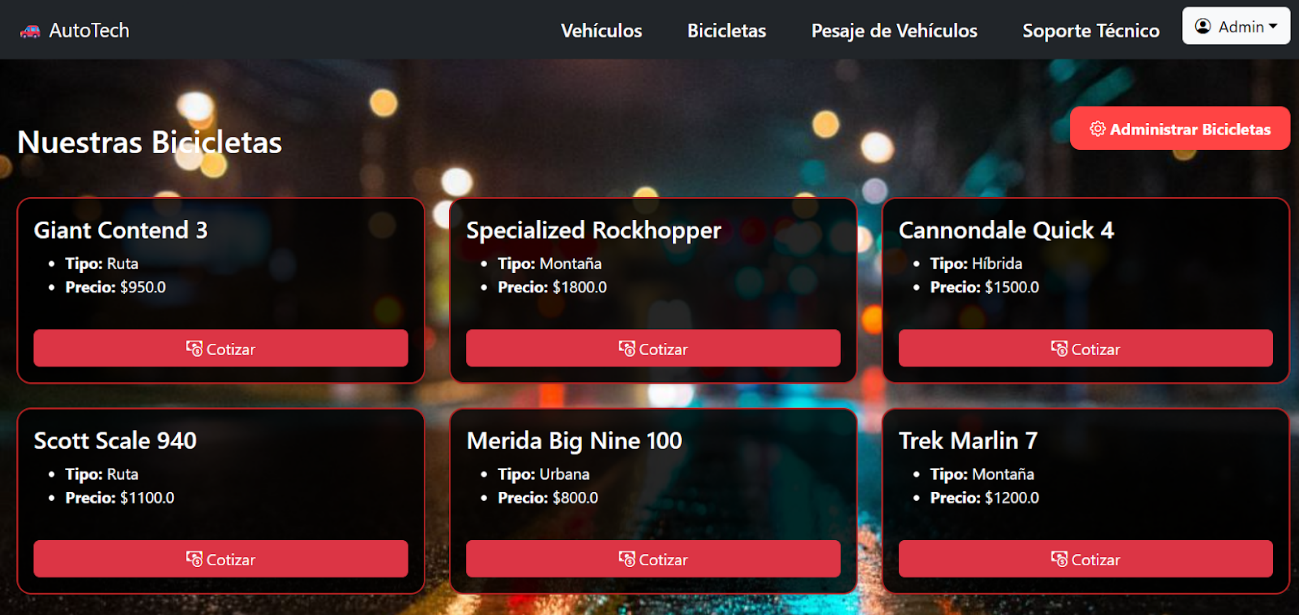 AutoTech
Vehículos
Bicicletas
Pesaje de Vehículos
Soporte Técnico
Admin
Nuestras Bicicletas
Administrar Bicicletas
Giant Contend 3
Tipo: Ruta
Precio: $950.0
Cotizar
Specialized Rockhopper
Tipo: Montaña
Precio: $1800.0
Cotizar
Cannondale Quick 4
Tipo: Híbrida
Precio: $1500.0
Cotizar
Scott Scale 940
Tipo: Ruta
Precio: $1100.0
Cotizar
Merida Big Nine 100
Tipo: Urbana
Precio: $800.0
Cotizar
Trek Marlin 7
Tipo: Montaña
Precio: $1200.0
Cotizar